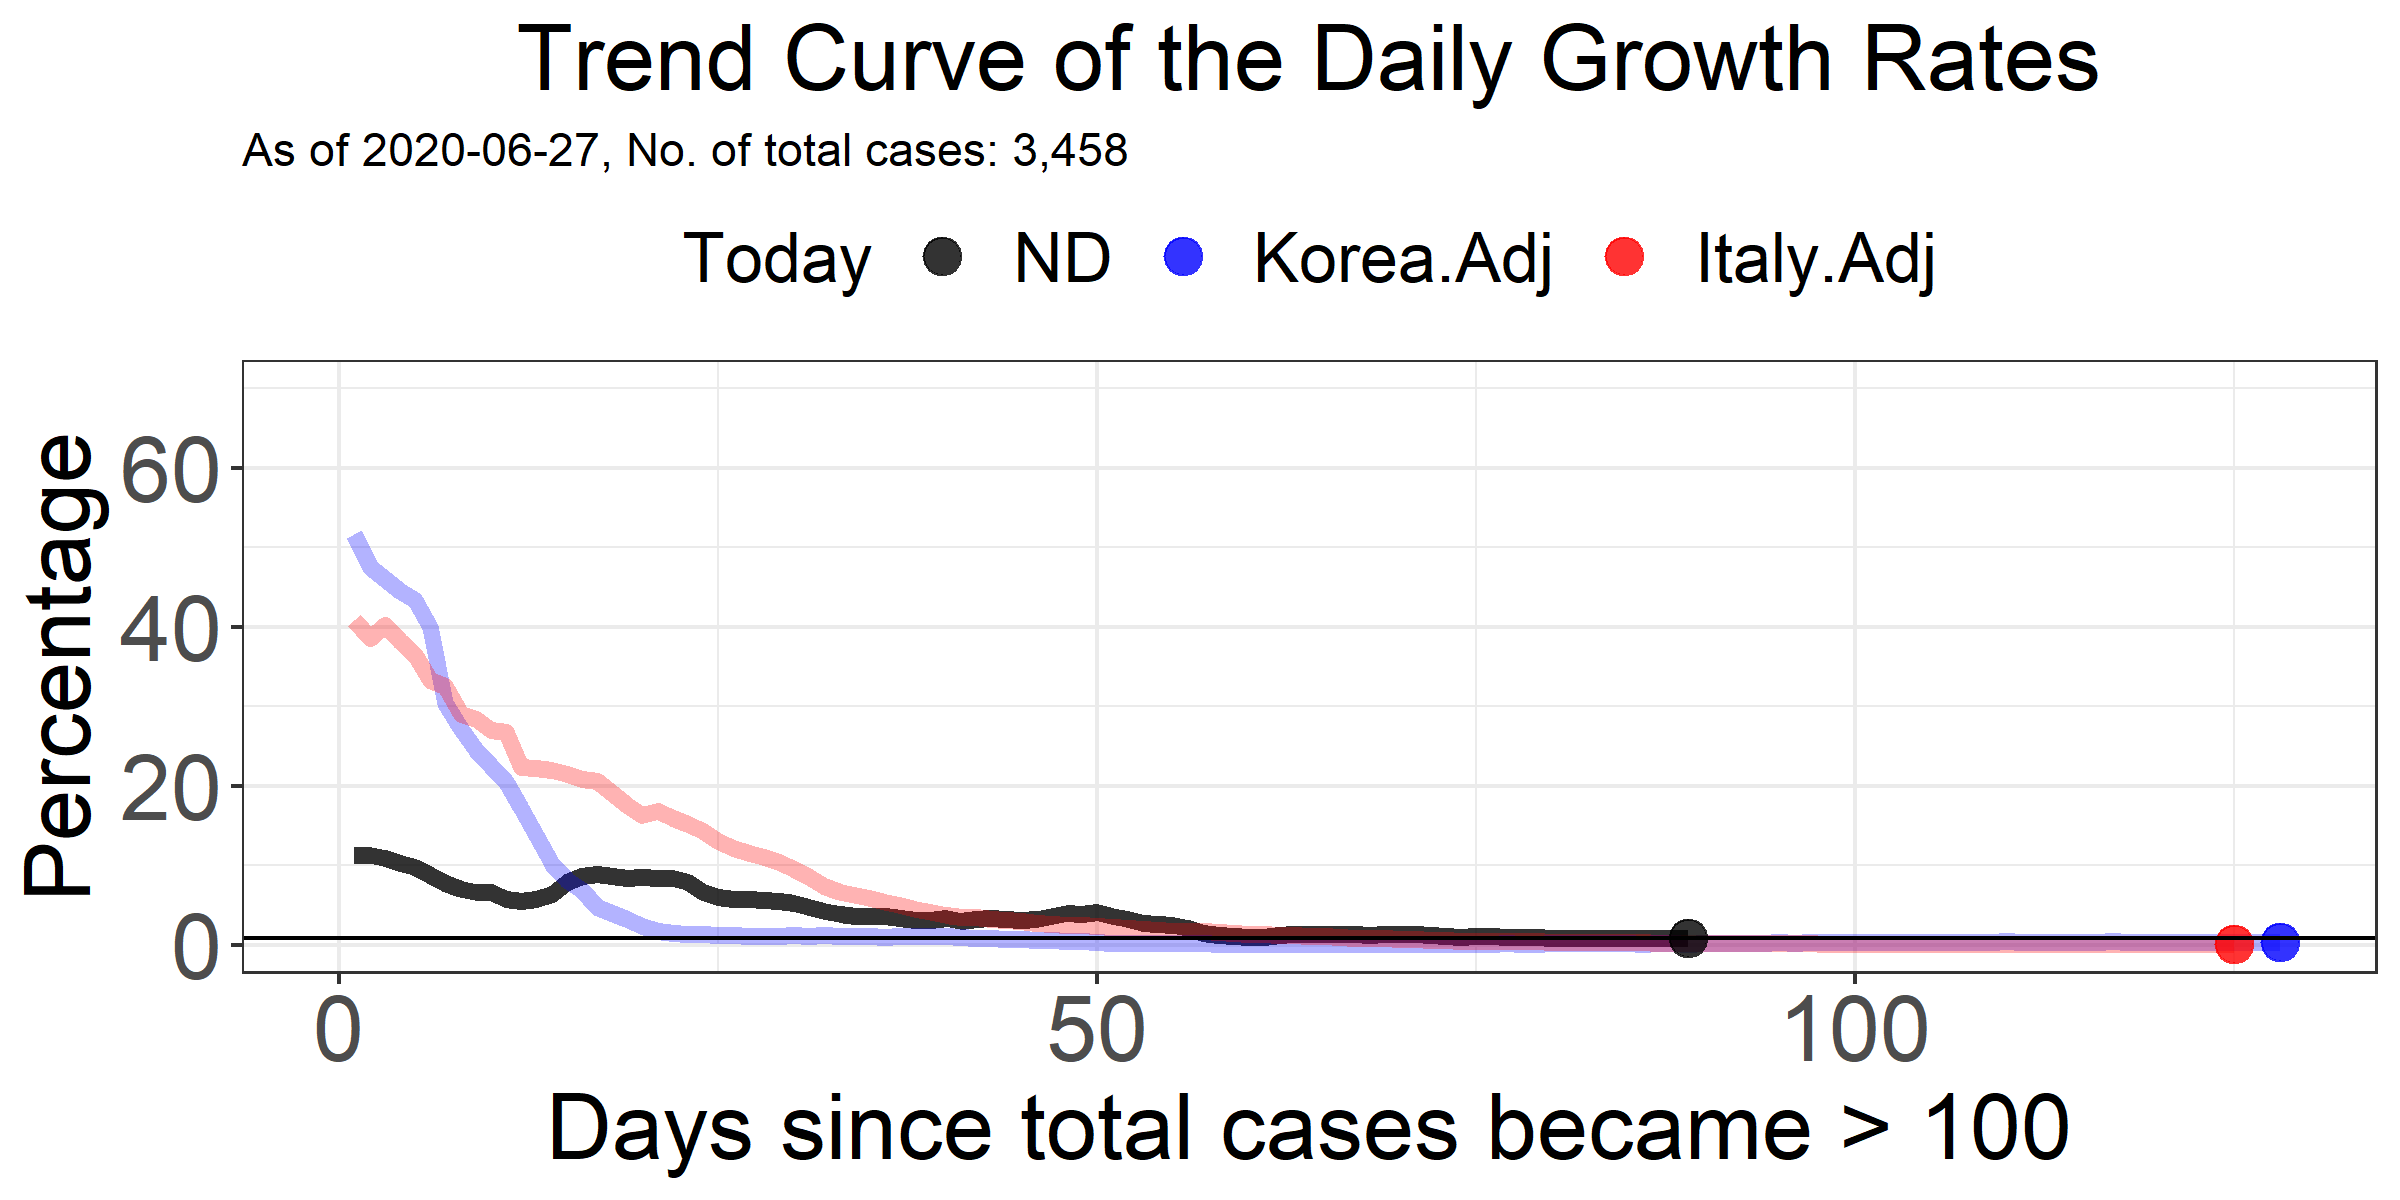 Trend Curve of the Daily Growth Rates
As of 2020-06-27, No. of total cases: 3,458
Today ND Korea.Adj Italy.Adj
Percentage
60
40
20
0
0 50 100
Days since total cases became > 100